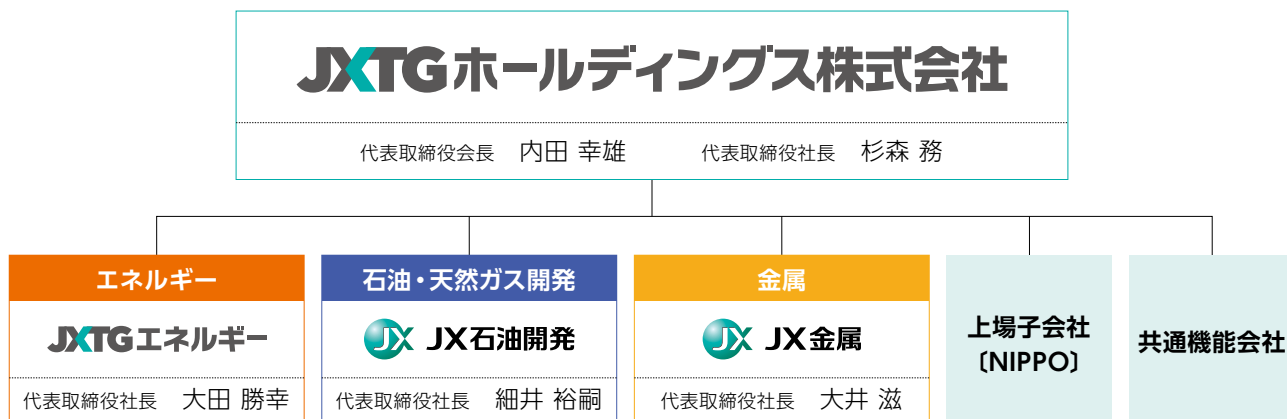 JXTGホールディングス株式会社
代表取締役会長 内田 幸雄 代表取締役社長 杉森 務
エネルギー
JXTGエネルギー
代表取締役社長 大田 勝幸
石油・天然ガス開発
JX JX石油開発
代表取締役社長 細井 裕嗣
金属
JX JX金属
代表取締役社長 大井 滋
上場子会社
〔NIPPO〕
共通機能会社